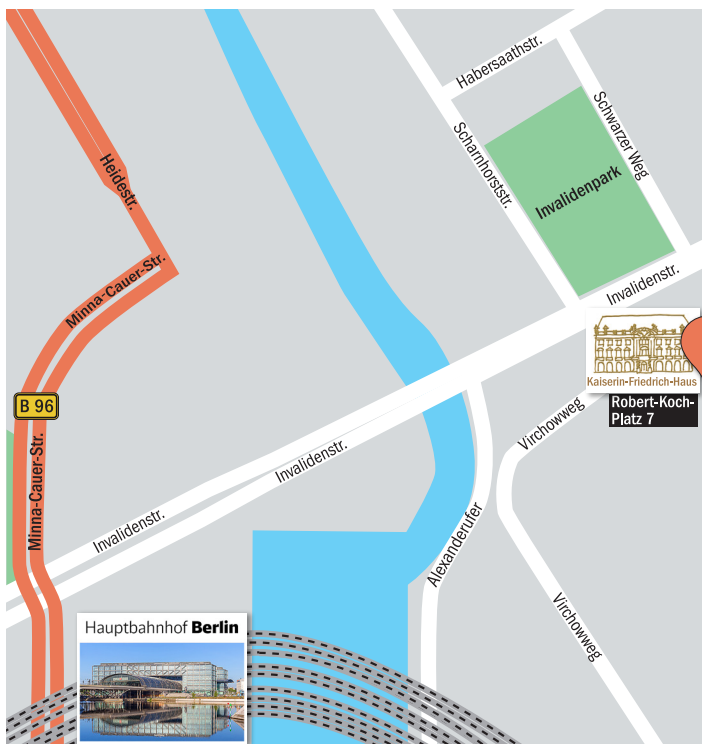 Habersaathstr.
Schwarzer Weg
Scharnhorststr.
Invalidenpark
Heidestr.
Minna-Cauer-Str.
Invalidenstr.
Kaiserin-Friedrich-Haus
Robert-Koch-
Platz 7
B 96
Virchowweg
Invalidenstr.
Minna-Cauer-Str.
Invalidenstr.
Alexanderufer
Virchowweg
Hauptbahnhof Berlin